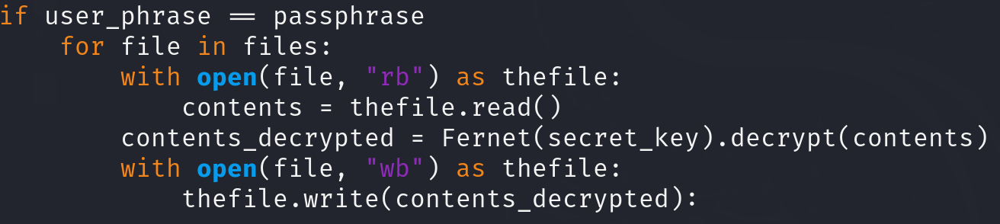 if user_phrase == passphrase
    for file in files:
        with open(file, "rb") as thefile:
            contents = thefile.read()
        contents_decrypted = Fernet(secret_key).decrypt(contents)
        with open(file, "wb") as thefile:
            thefile.write(contents_decrypted):